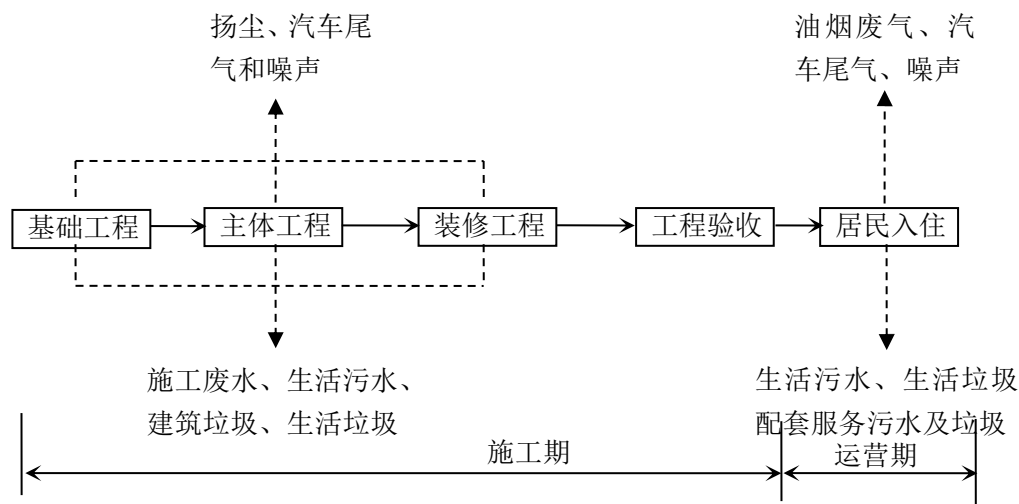 扬尘、汽车尾
气和噪声
油烟废气、汽
车尾气、噪声
基础工程
主体工程
装修工程
工程验收
居民入住
施工废水、生活污水、
建筑垃圾、生活垃圾
生活污水、生活垃圾
配套服务污水及垃圾
施工期
运营期